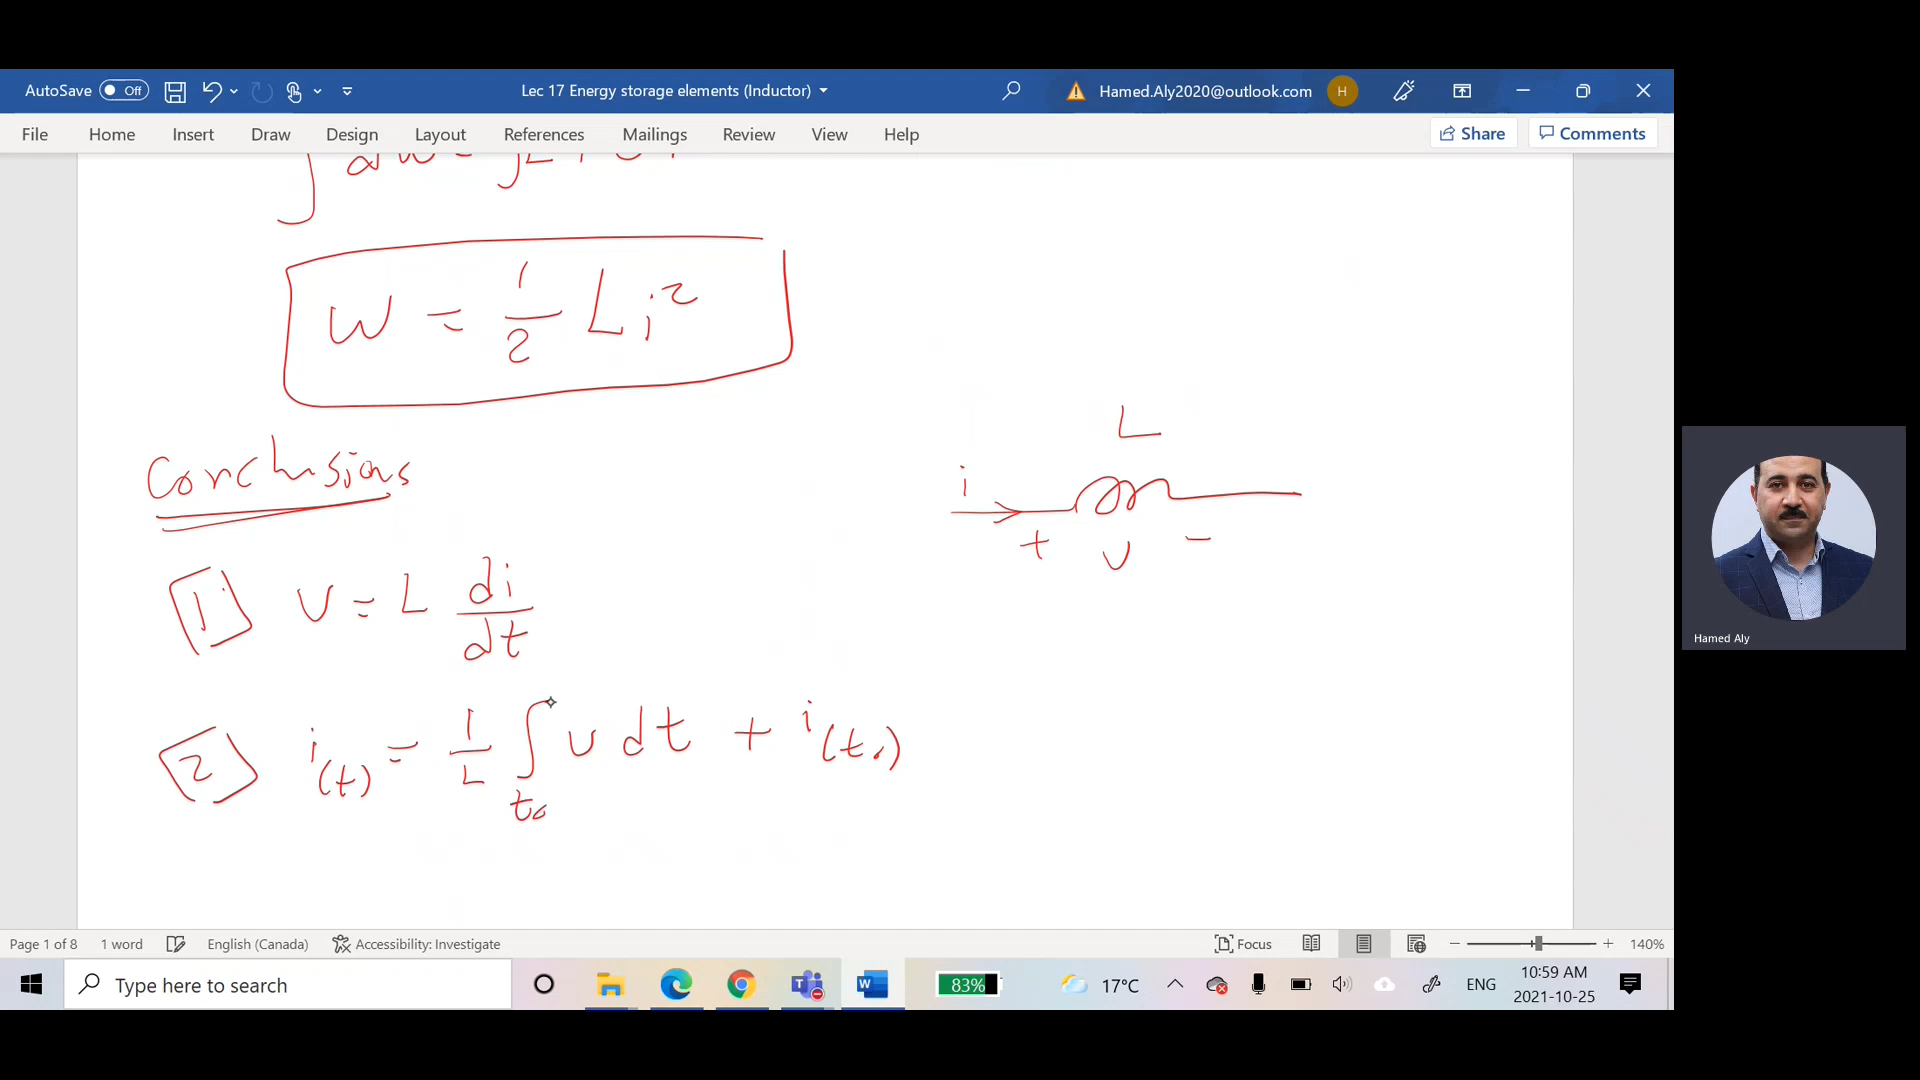 AutoSave Off Lec 17 Energy storage elements (Inductor) Hamed.Aly2020@outlook.com H
File Home Insert Draw Design Layout References Mailings Review View Help Share Comments
W = 1/2 L i²
Conclusions
L
i
+ v −
1 v = L di/dt
2 i(t) = 1/L ∫t₀ v dt + i(t₀)
Hamed Aly
Page 1 of 8 1 word English (Canada) Accessibility: Investigate Focus 140%
Type here to search 83% 17°C ENG 10:59 AM
2021-10-25